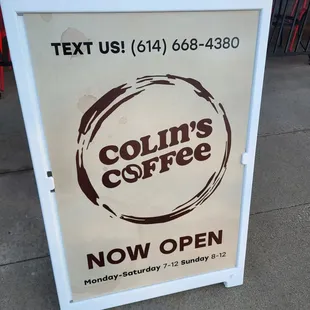 TEXT US! (614) 668-4380
COLIN'S
COFFEE
NOW OPEN
Monday-Saturday 7-12 Sunday 8-12